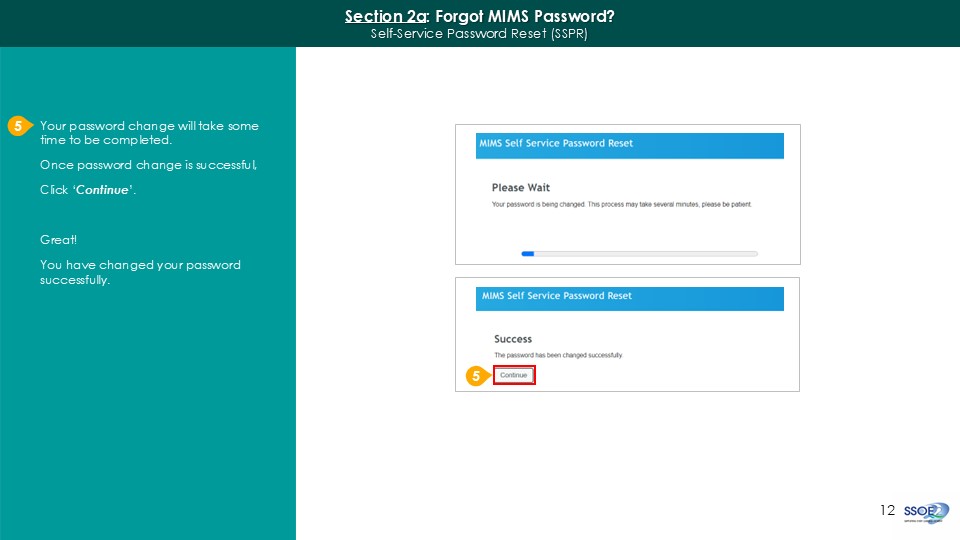 Section 2a: Forgot MIMS Password?
Self-Service Password Reset (SSPR)
5
Your password change will take some
time to be completed.
Once password change is successful,
Click ‘Continue’.
Great!
You have changed your password
successfully.
MIMS Self Service Password Reset
Please Wait
Your password is being changed. This process may take several minutes, please be patient.
MIMS Self Service Password Reset
Success
The password has been changed successfully
5
Continue
12
SSOE2